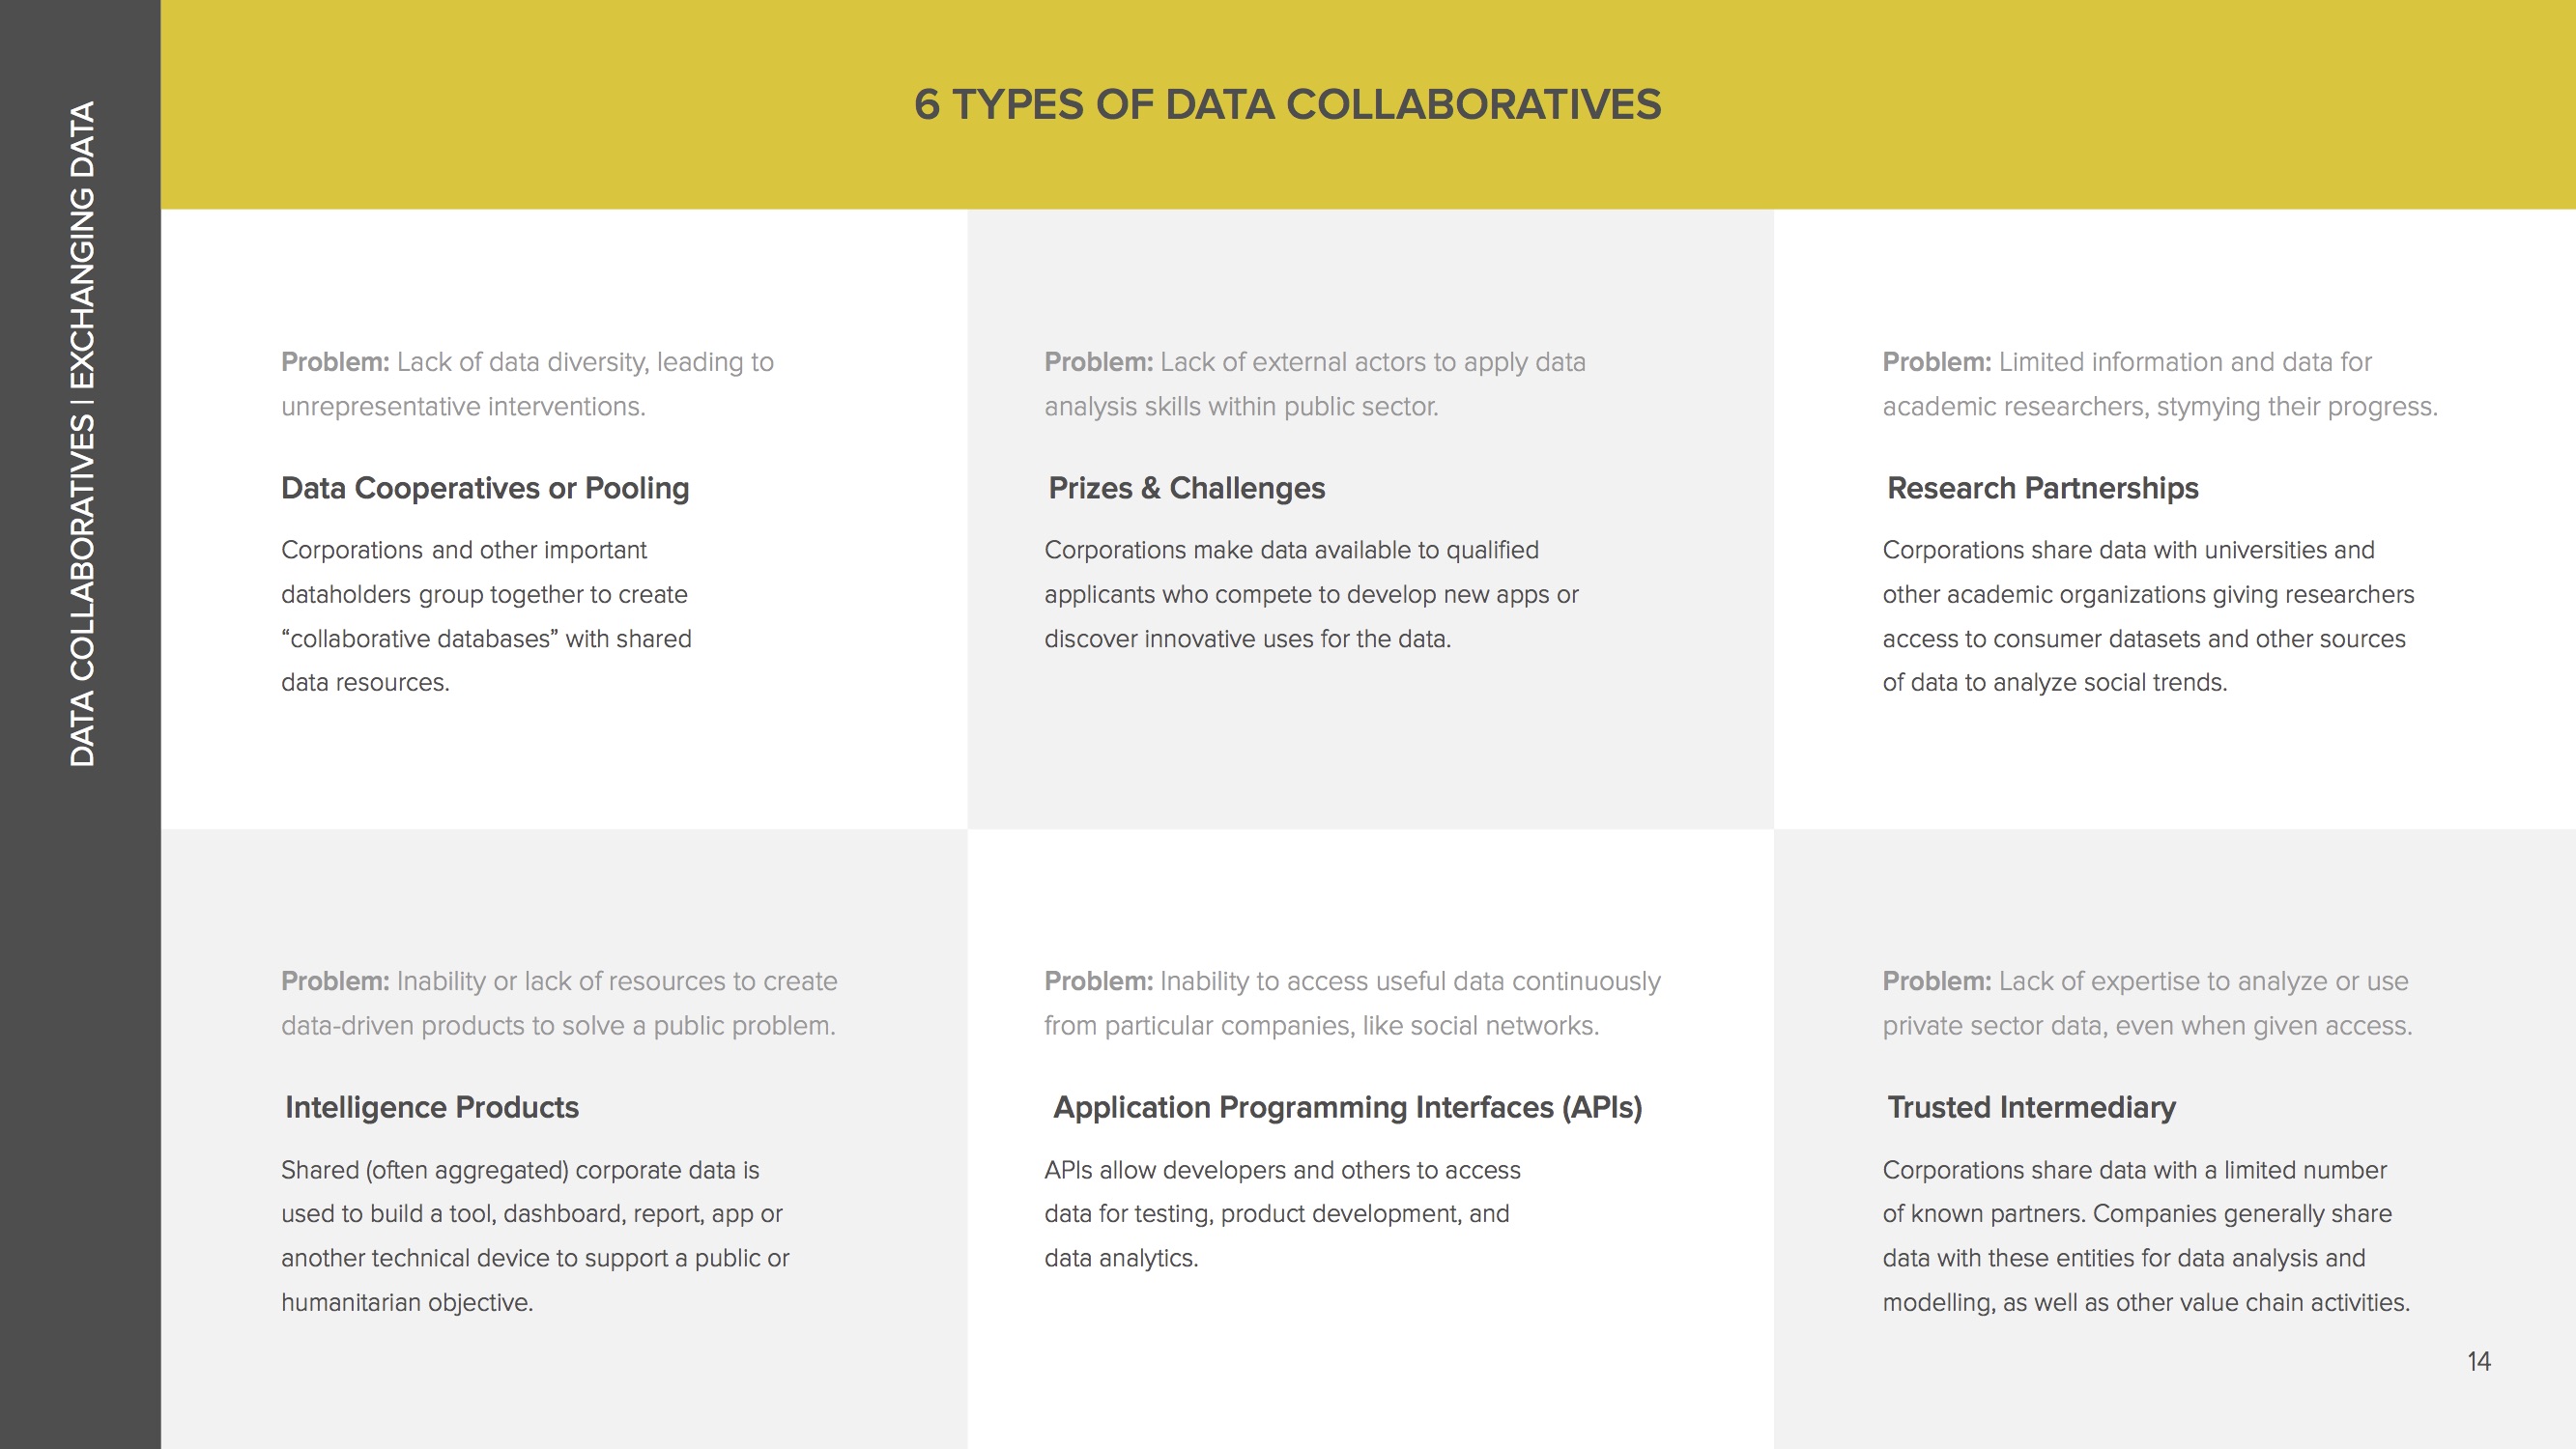 DATA COLLABORATIVES | EXCHANGING DATA
6 TYPES OF DATA COLLABORATIVES
Problem: Lack of data diversity, leading to
unrepresentative interventions.
Data Cooperatives or Pooling
Corporations and other important
dataholders group together to create
“collaborative databases” with shared
data resources.
Problem: Lack of external actors to apply data
analysis skills within public sector.
Prizes & Challenges
Corporations make data available to qualified
applicants who compete to develop new apps or
discover innovative uses for the data.
Problem: Limited information and data for
academic researchers, stymying their progress.
Research Partnerships
Corporations share data with universities and
other academic organizations giving researchers
access to consumer datasets and other sources
of data to analyze social trends.
Problem: Inability or lack of resources to create
data-driven products to solve a public problem.
Intelligence Products
Shared (often aggregated) corporate data is
used to build a tool, dashboard, report, app or
another technical device to support a public or
humanitarian objective.
Problem: Inability to access useful data continuously
from particular companies, like social networks.
Application Programming Interfaces (APIs)
APIs allow developers and others to access
data for testing, product development, and
data analytics.
Problem: Lack of expertise to analyze or use
private sector data, even when given access.
Trusted Intermediary
Corporations share data with a limited number
of known partners. Companies generally share
data with these entities for data analysis and
modelling, as well as other value chain activities.
14